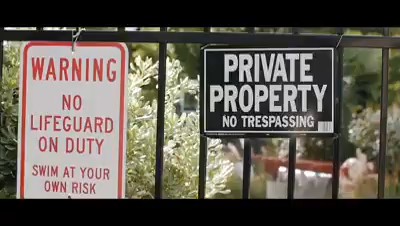 WARNING
NO
LIFEGUARD
ON DUTY
SWIM AT YOUR
OWN RISK
PRIVATE
PROPERTY
NO TRESPASSING